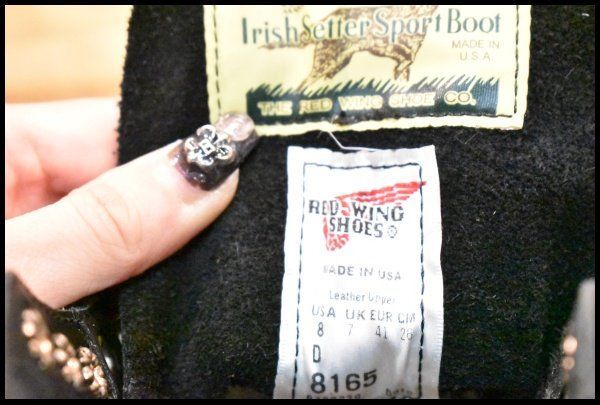 Irish Setter Sport Boot
MADE IN
U.S.A.
THE RED WING SHOE CO.
RED WING
SHOES®
MADE IN USA
Leather Upper
USA UK EUR CM
8 7 41 26
D
8165